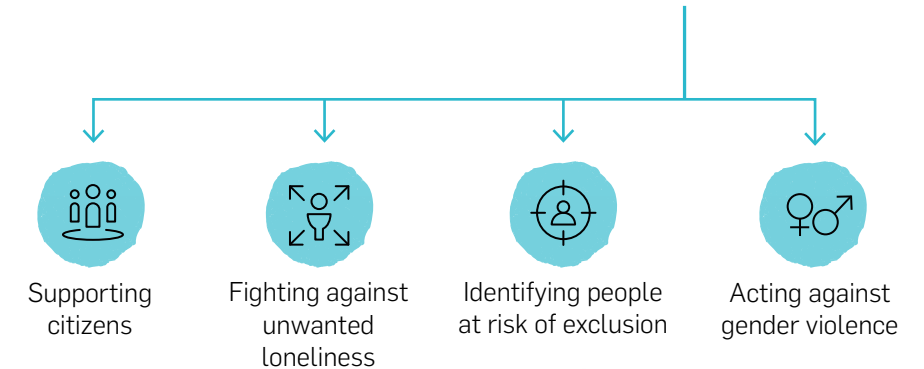 Supporting
citizens
Fighting against
unwanted
loneliness
Identifying people
at risk of exclusion
Acting against
gender violence